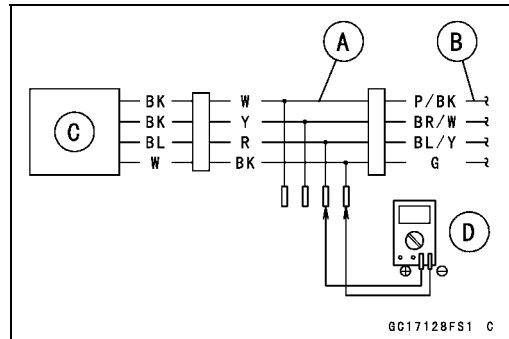 A B
BK W P/BK
BK Y BR/W
C BL R BL/Y
W BK G
D
⊕ ⊖
GC17128FS1 C